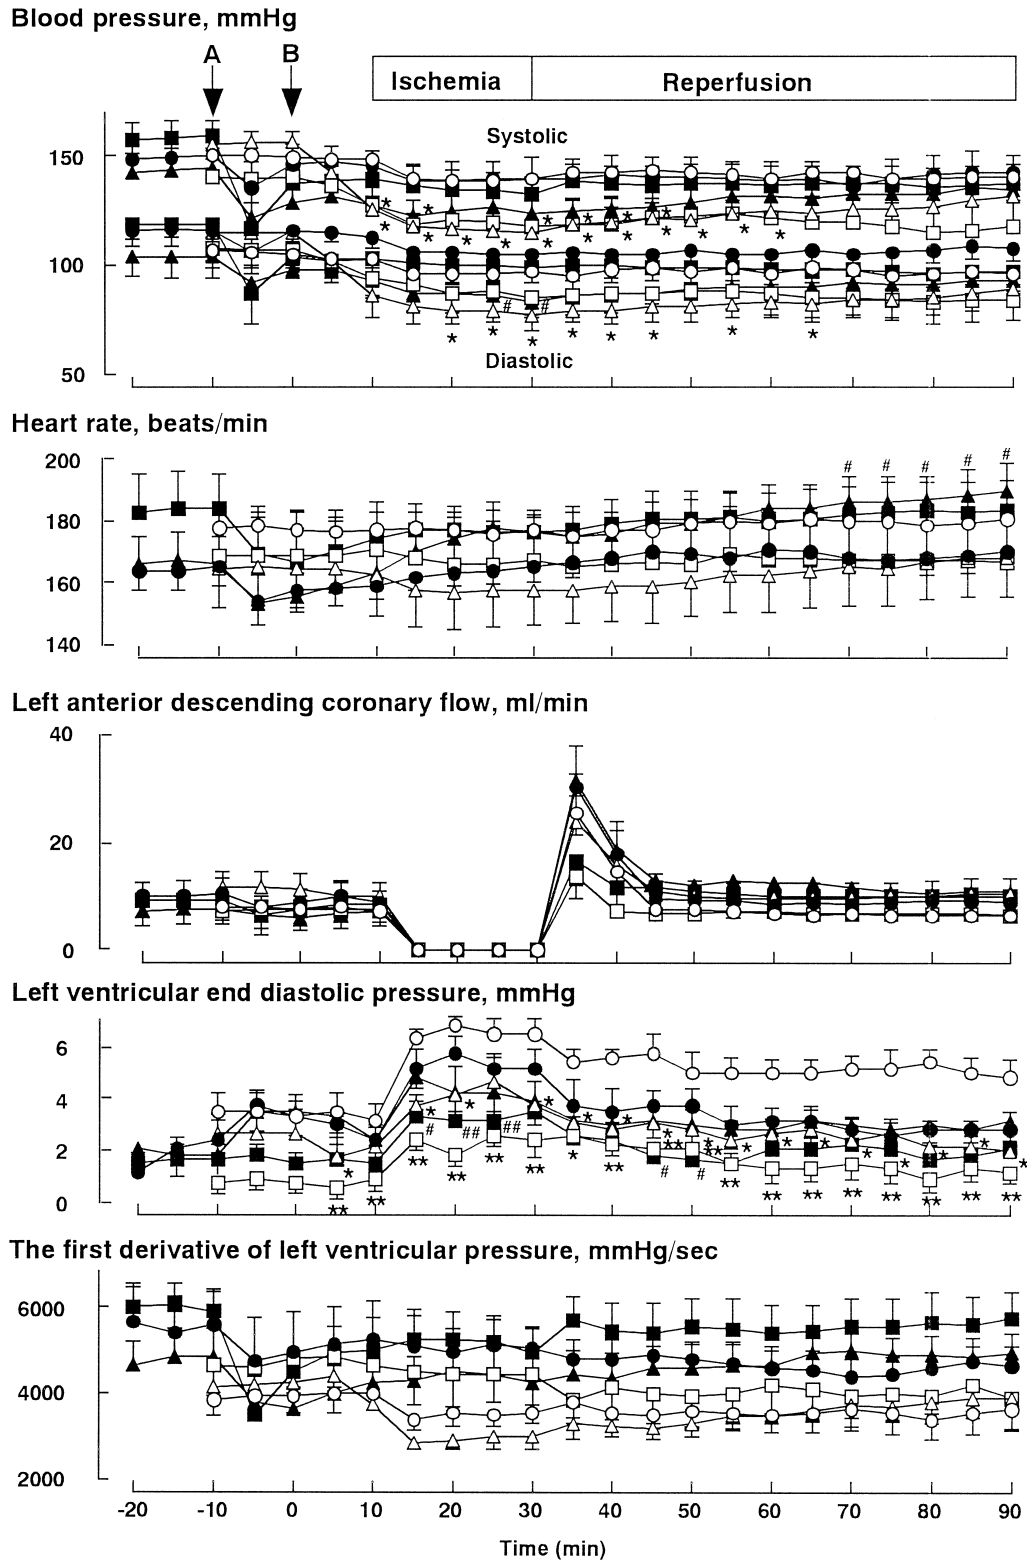 Blood pressure, mmHg
A B
Ischemia Reperfusion
Systolic
150
100
50
Diastolic
Heart rate, beats/min
200
180
160
140
Left anterior descending coronary flow, ml/min
40
20
0
Left ventricular end diastolic pressure, mmHg
6
4
2
0
The first derivative of left ventricular pressure, mmHg/sec
6000
4000
2000
-20 -10 0 10 20 30 40 50 60 70 80 90
Time (min)